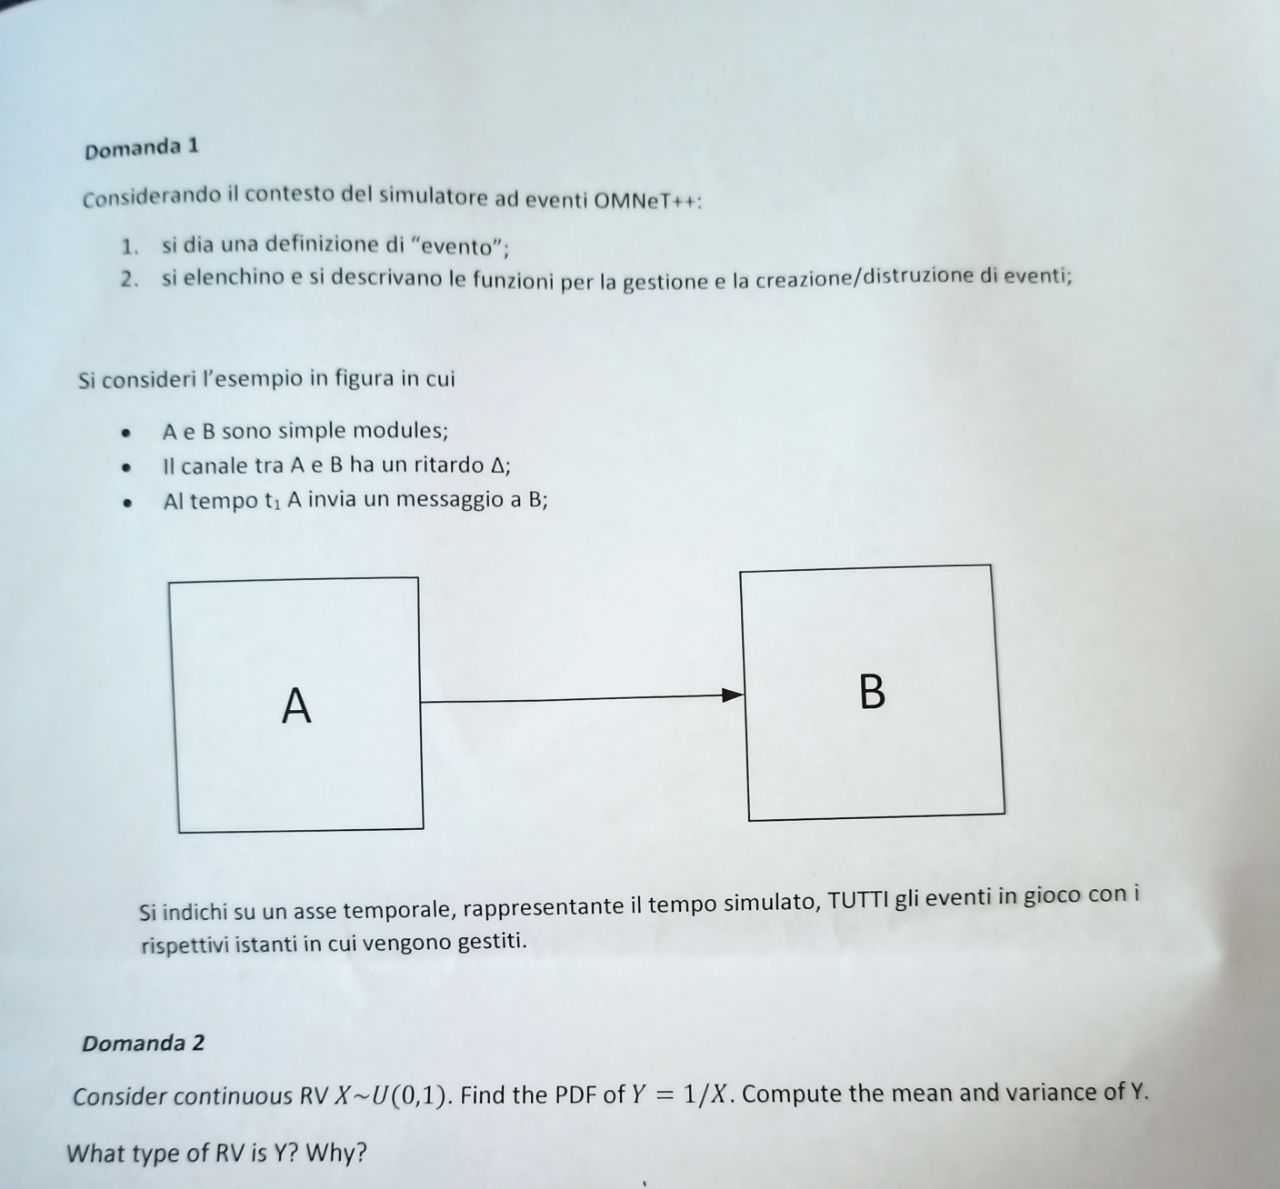 Domanda 1
Considerando il contesto del simulatore ad eventi OMNeT++:
1. si dia una definizione di "evento";
2. si elenchino e si descrivano le funzioni per la gestione e la creazione/distruzione di eventi;
Si consideri l'esempio in figura in cui
• A e B sono simple modules;
• Il canale tra A e B ha un ritardo Δ;
• Al tempo t₁ A invia un messaggio a B;
A
B
Si indichi su un asse temporale, rappresentante il tempo simulato, TUTTI gli eventi in gioco con i
rispettivi istanti in cui vengono gestiti.
Domanda 2
Consider continuous RV X~U(0,1). Find the PDF of Y = 1/X. Compute the mean and variance of Y.
What type of RV is Y? Why?